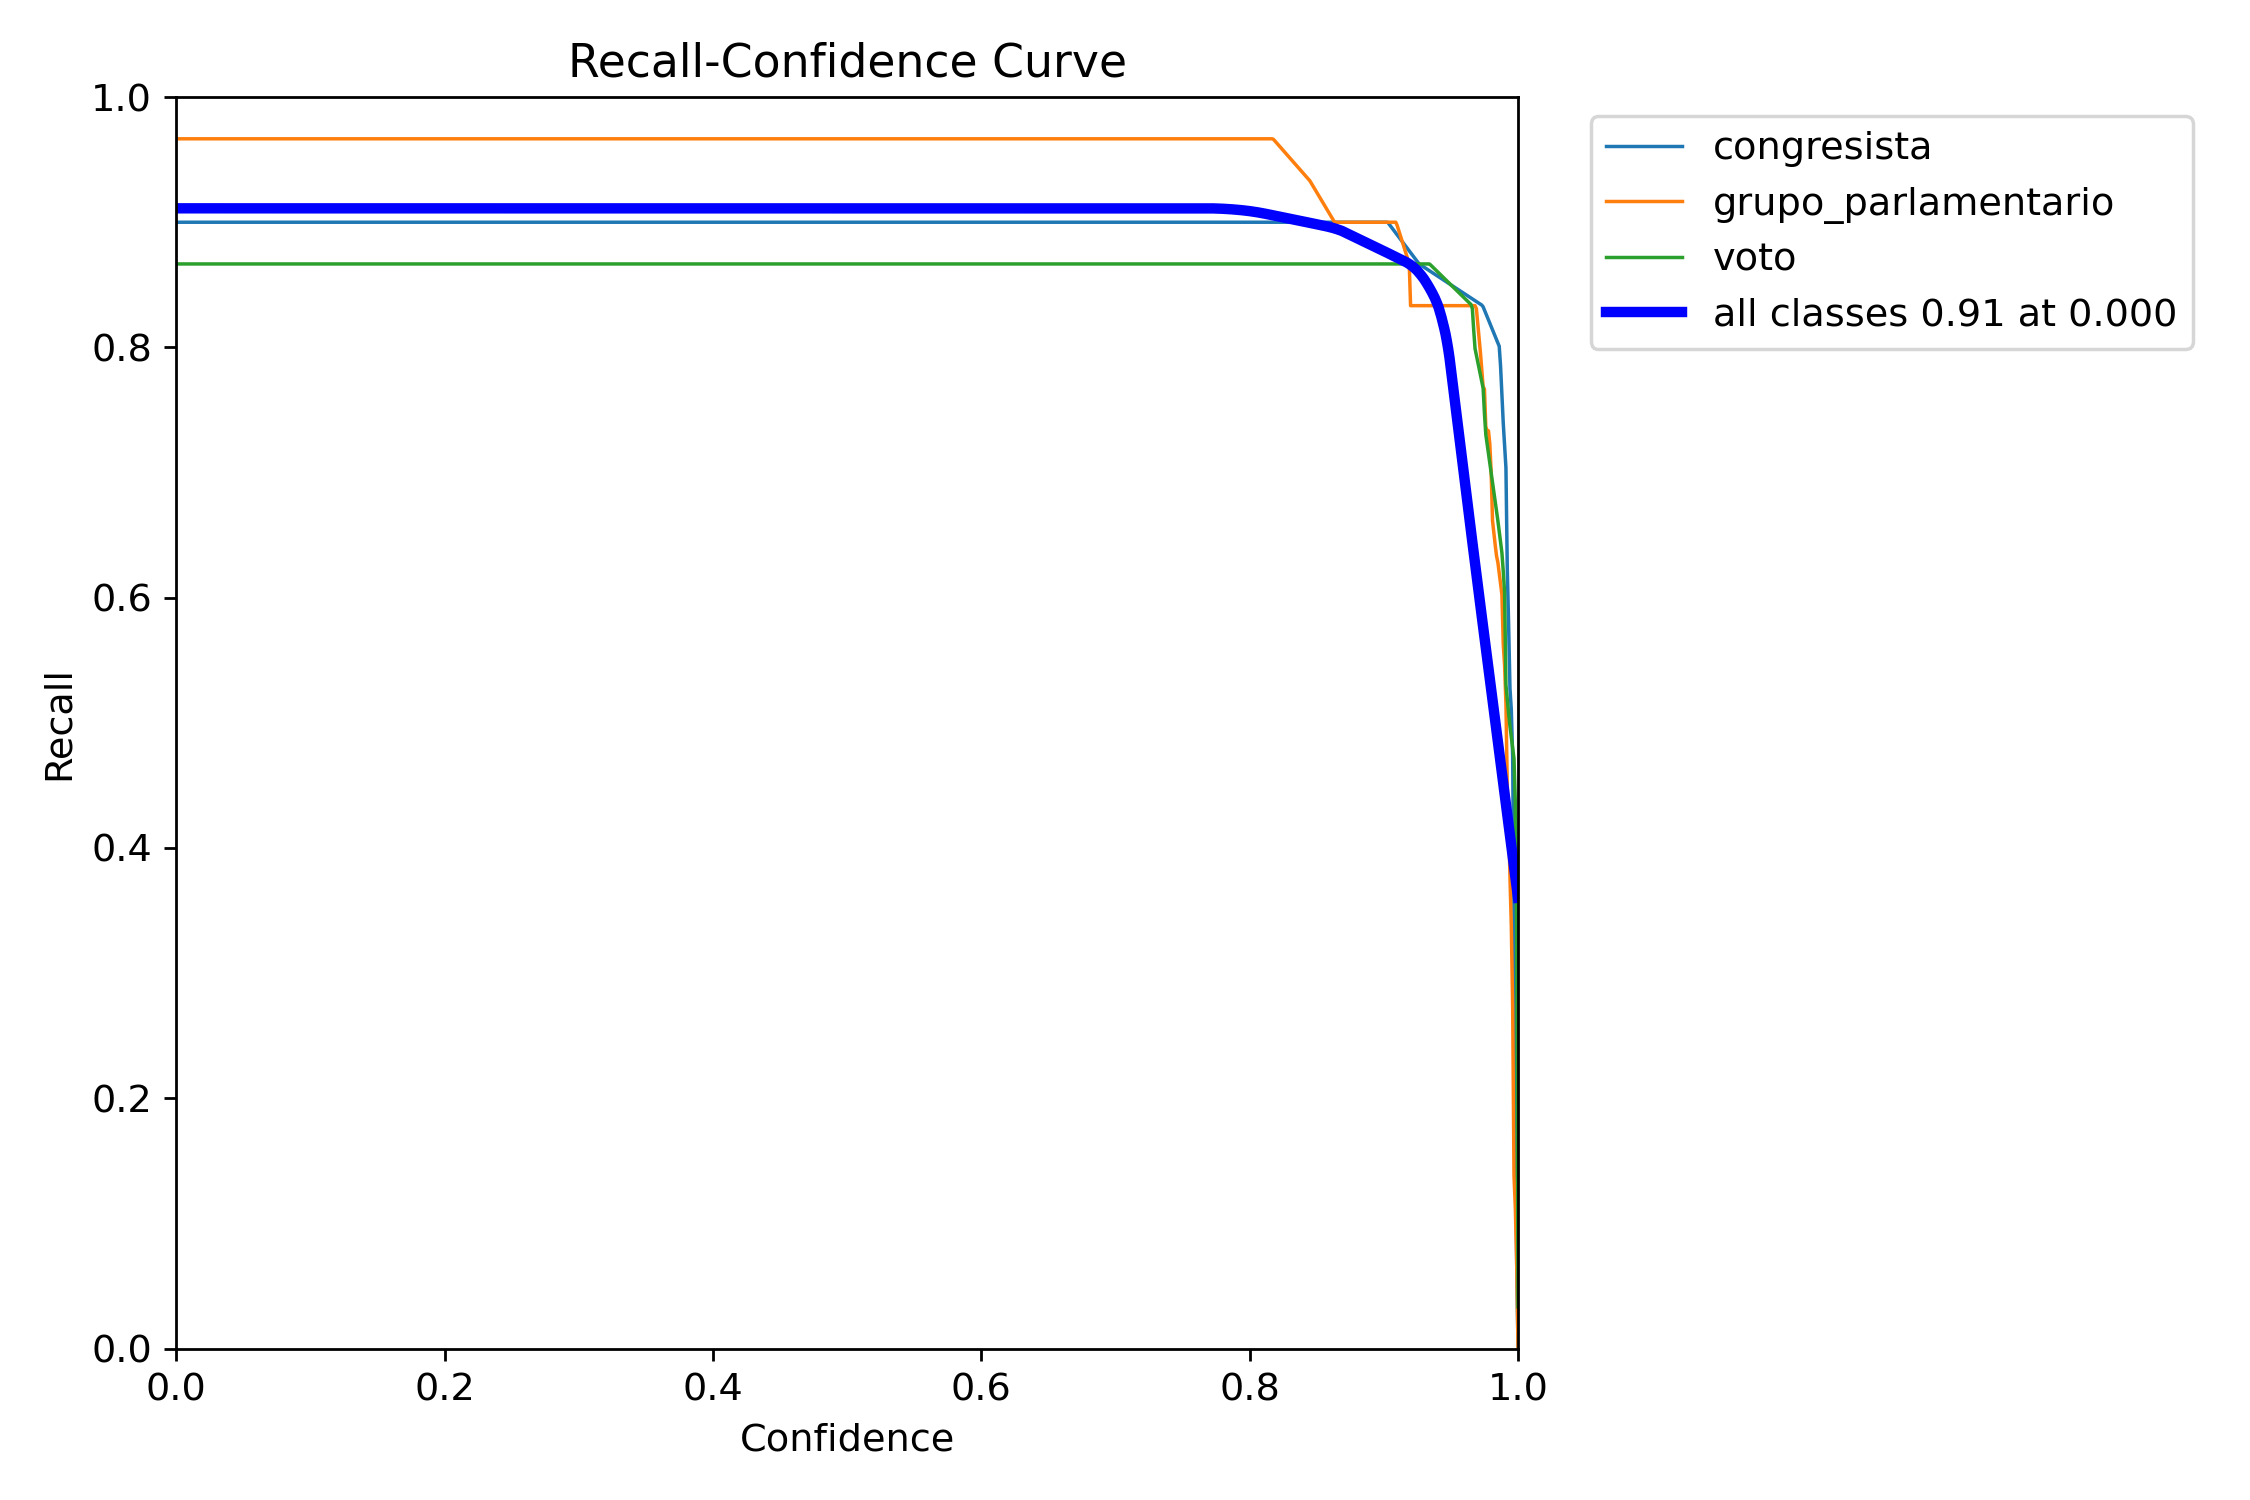 Recall-Confidence Curve
1.0
0.8
0.6
0.4
0.2
0.0
Recall
0.0 0.2 0.4 0.6 0.8 1.0
Confidence
congresista
grupo_parlamentario
voto
all classes 0.91 at 0.000